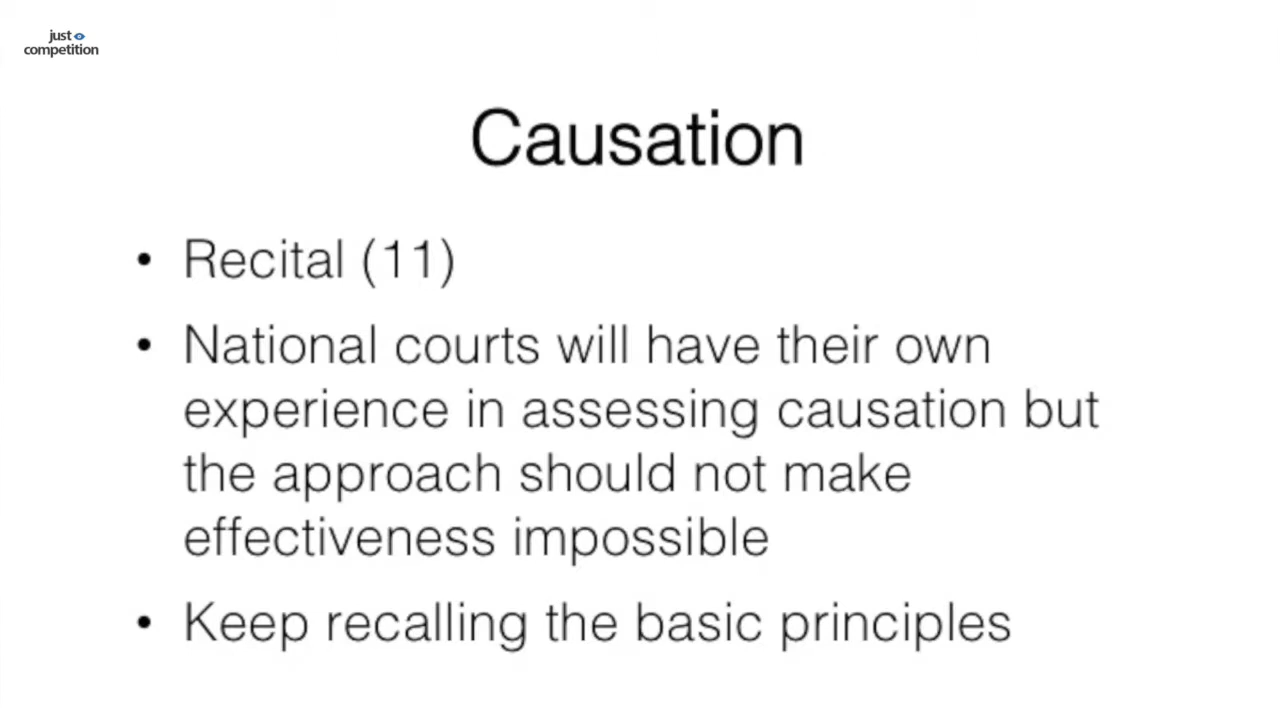 just
competition
Causation
• Recital (11)
• National courts will have their own
experience in assessing causation but
the approach should not make
effectiveness impossible
• Keep recalling the basic principles